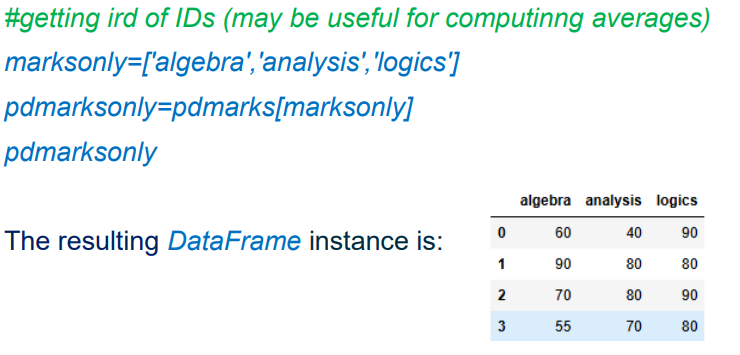 #getting ird of IDs (may be useful for computinng averages)
marksonly=['algebra','analysis','logics']
pdmarksonly=pdmarks[marksonly]
pdmarksonly
The resulting DataFrame instance is:
algebra analysis logics
0 60 40 90
1 90 80 80
2 70 80 90
3 55 70 80